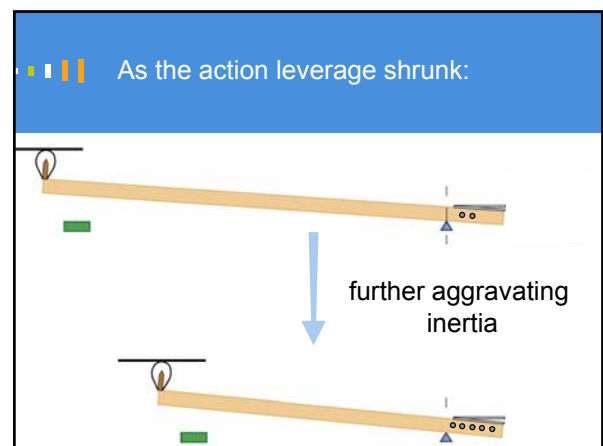 As the action leverage shrunk:
further aggravating
inertia